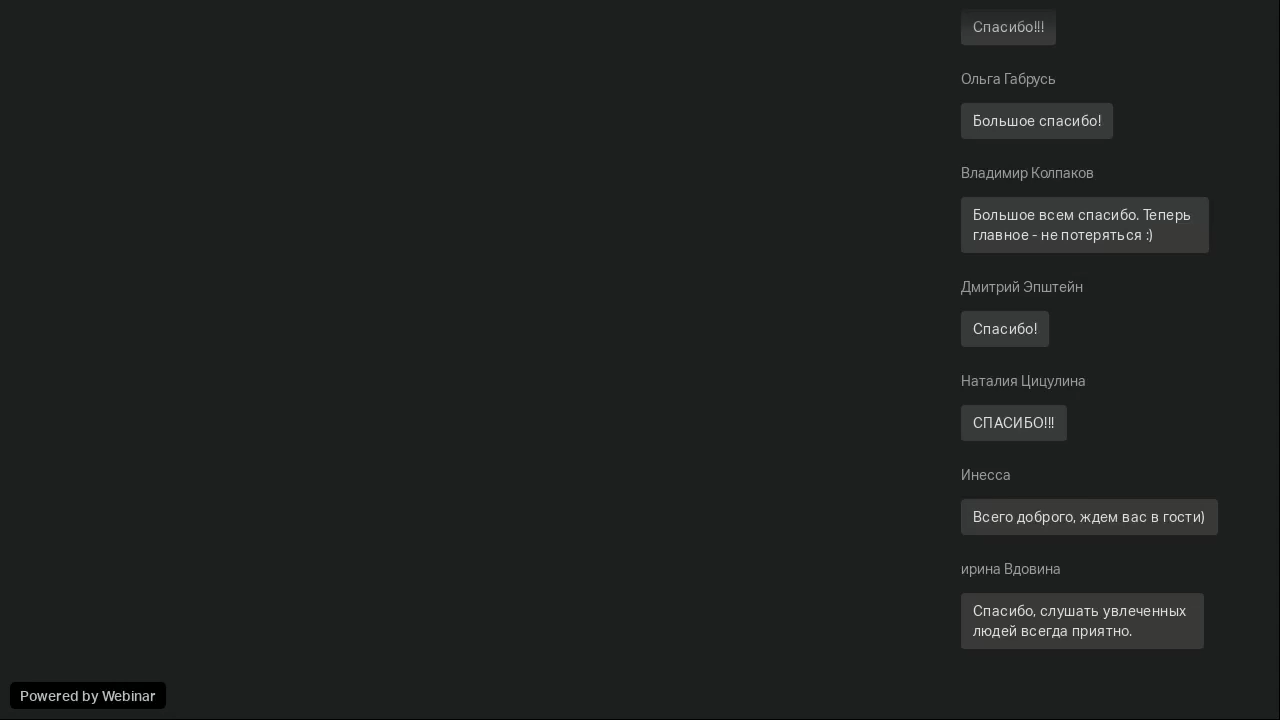 Спасибо!!!
Ольга Габрусь
Большое спасибо!
Владимир Колпаков
Большое всем спасибо. Теперь
главное - не потеряться :)
Дмитрий Эпштейн
Спасибо!
Наталия Цицулина
СПАСИБО!!!
Инесса
Всего доброго, ждем вас в гости)
ирина Вдовина
Спасибо, слушать увлеченных
людей всегда приятно.
Powered by Webinar